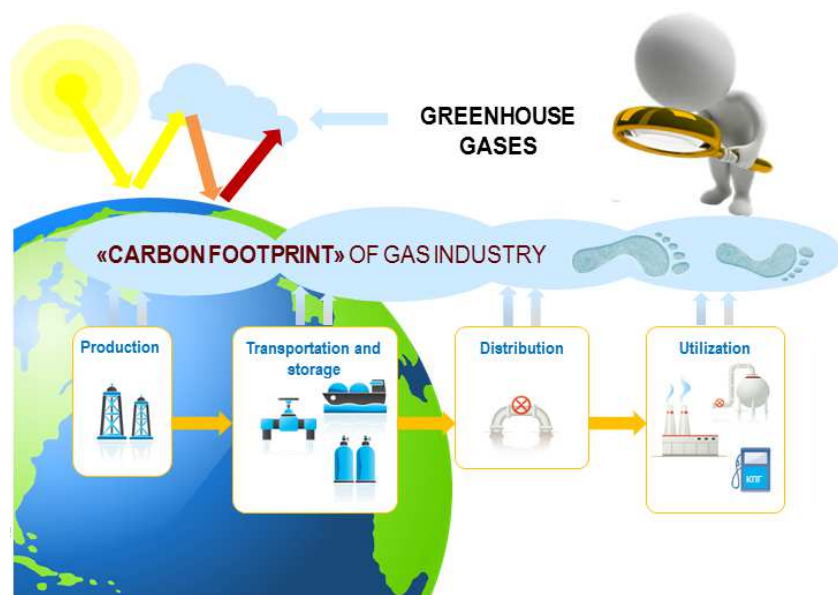 GREENHOUSE
GASES
«CARBON FOOTPRINT» OF GAS INDUSTRY
Production
Transportation and
storage
Distribution
Utilization
КПГ